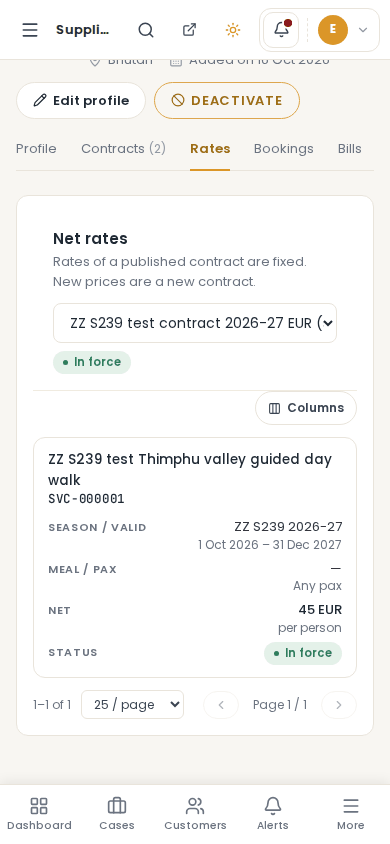 Suppli...
E
Bhutan Added on 16 Oct 2026
Edit profile
DEACTIVATE
Profile Contracts (2) Rates Bookings Bills
Net rates
Rates of a published contract are fixed.
New prices are a new contract.
ZZ S239 test contract 2026-27 EUR (
In force
Columns
ZZ S239 test Thimphu valley guided day
walk
SVC-000001
SEASON / VALID ZZ S239 2026-27
1 Oct 2026 – 31 Dec 2027
MEAL / PAX —
Any pax
NET 45 EUR
per person
STATUS In force
1–1 of 1 25 / page Page 1 / 1
Dashboard Cases Customers Alerts More